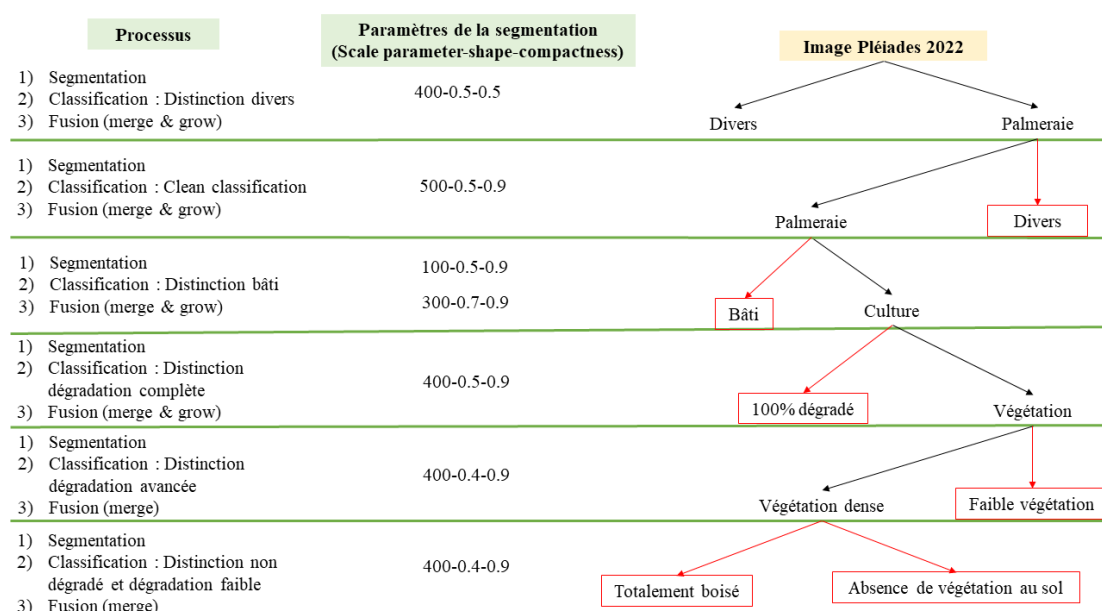 Processus
Paramètres de la segmentation
(Scale parameter-shape-compactness)
Image Pléiades 2022
1) Segmentation
2) Classification : Distinction divers
3) Fusion (merge & grow)
400-0.5-0.5
Divers
Palmeraie
1) Segmentation
2) Classification : Clean classification
3) Fusion (merge & grow)
500-0.5-0.9
Palmeraie
Divers
1) Segmentation
2) Classification : Distinction bâti
3) Fusion (merge & grow)
100-0.5-0.9
300-0.7-0.9
Bâti
Culture
1) Segmentation
2) Classification : Distinction
dégradation complète
3) Fusion (merge & grow)
400-0.5-0.9
100% dégradé
Végétation
1) Segmentation
2) Classification : Distinction
dégradation avancée
3) Fusion (merge)
400-0.4-0.9
Végétation dense
Faible végétation
1) Segmentation
2) Classification : Distinction non
dégradé et dégradation faible
3) Fusion (merge)
400-0.4-0.9
Totalement boisé
Absence de végétation au sol